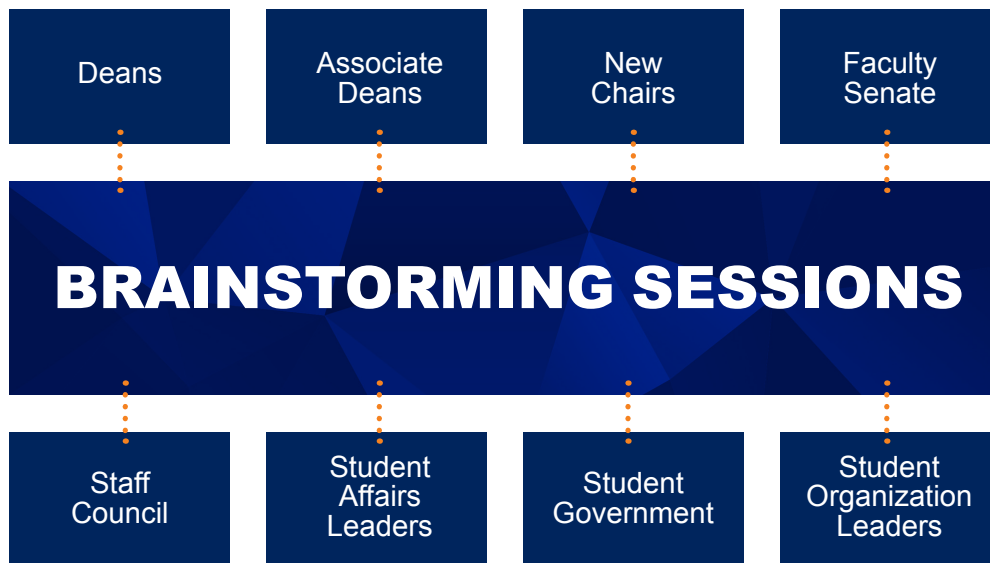 Deans
Associate
Deans
New
Chairs
Faculty
Senate
BRAINSTORMING SESSIONS
Staff
Council
Student
Affairs
Leaders
Student
Government
Student
Organization
Leaders